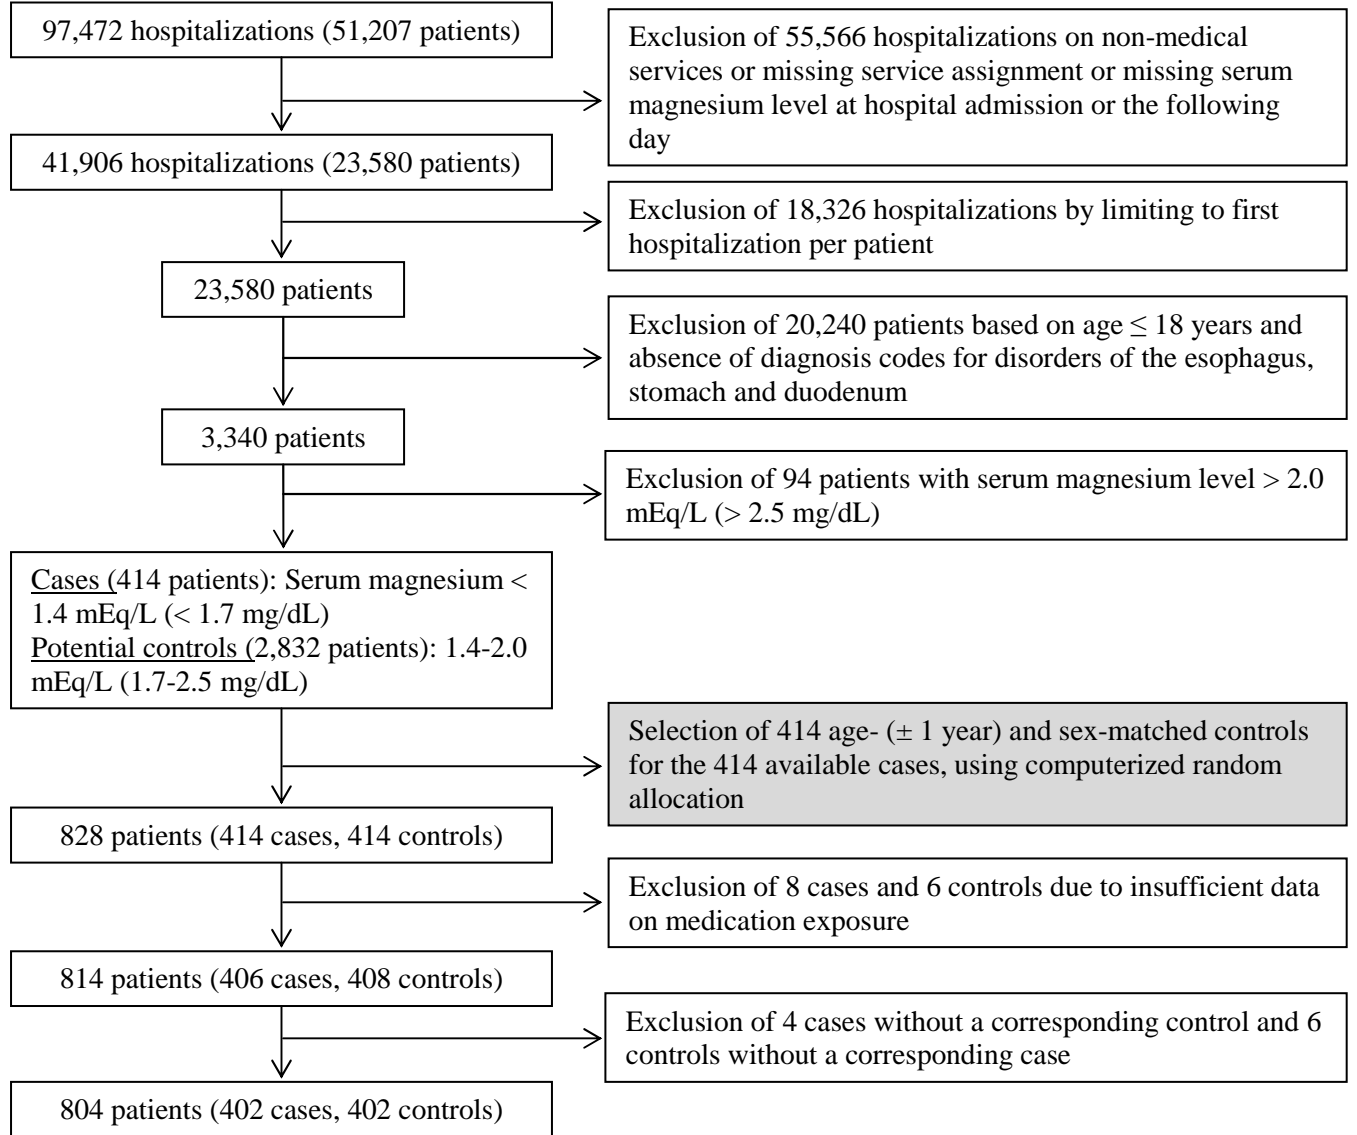 97,472 hospitalizations (51,207 patients)
Exclusion of 55,566 hospitalizations on non-medical
services or missing service assignment or missing serum
magnesium level at hospital admission or the following
day
41,906 hospitalizations (23,580 patients)
Exclusion of 18,326 hospitalizations by limiting to first
hospitalization per patient
23,580 patients
Exclusion of 20,240 patients based on age ≤ 18 years and
absence of diagnosis codes for disorders of the esophagus,
stomach and duodenum
3,340 patients
Exclusion of 94 patients with serum magnesium level > 2.0
mEq/L (> 2.5 mg/dL)
Cases (414 patients): Serum magnesium <
1.4 mEq/L (< 1.7 mg/dL)
Potential controls (2,832 patients): 1.4-2.0
mEq/L (1.7-2.5 mg/dL)
Selection of 414 age- (± 1 year) and sex-matched controls
for the 414 available cases, using computerized random
allocation
828 patients (414 cases, 414 controls)
Exclusion of 8 cases and 6 controls due to insufficient data
on medication exposure
814 patients (406 cases, 408 controls)
Exclusion of 4 cases without a corresponding control and 6
controls without a corresponding case
804 patients (402 cases, 402 controls)